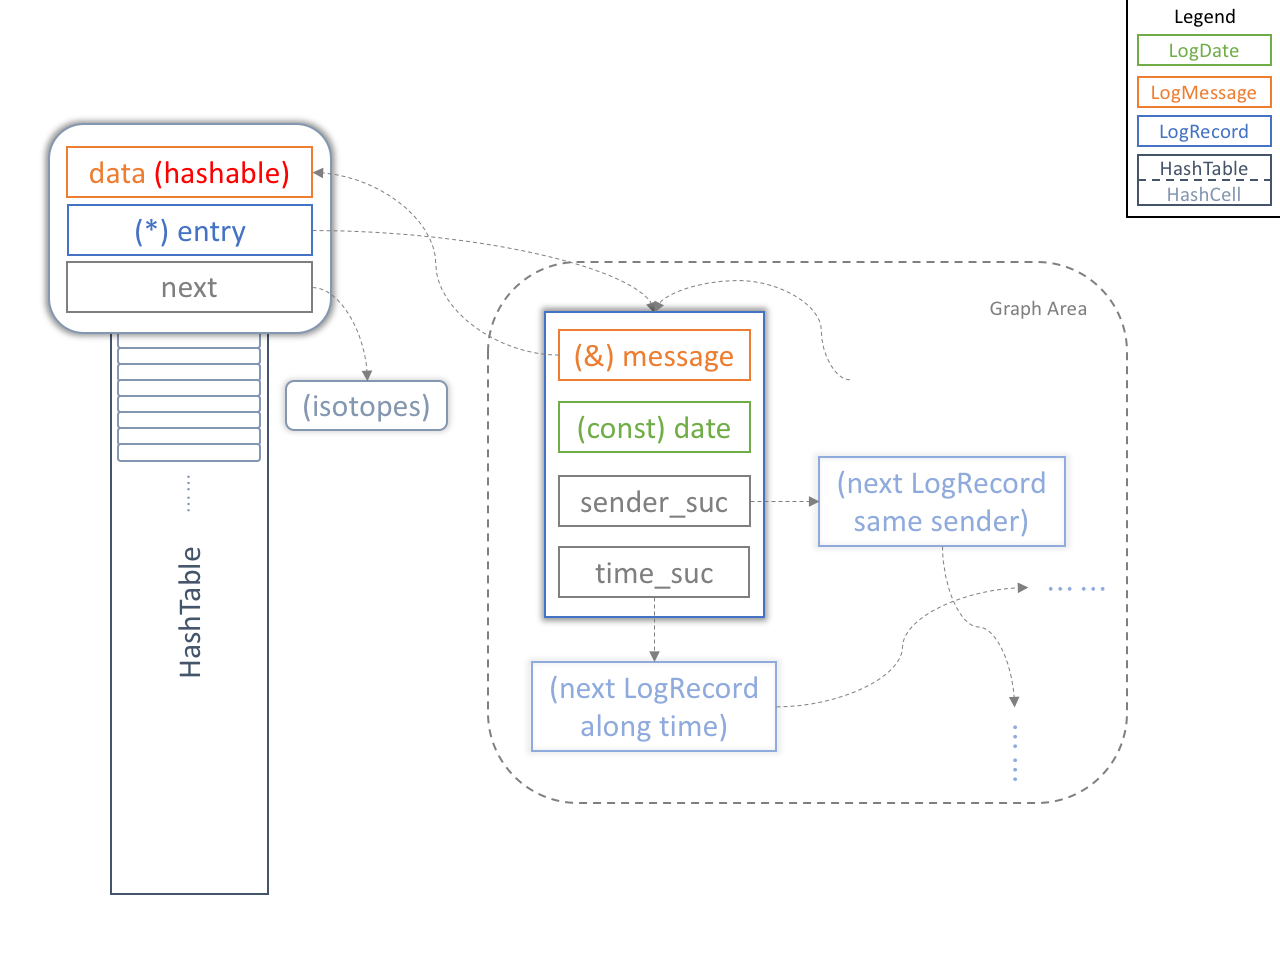 Legend
LogDate
LogMessage
LogRecord
HashTable
HashCell
data (hashable)
(*) entry
next
(isotopes)
HashTable
Graph Area
(&) message
(const) date
sender_suc
time_suc
(next LogRecord
same sender)
(next LogRecord
along time)